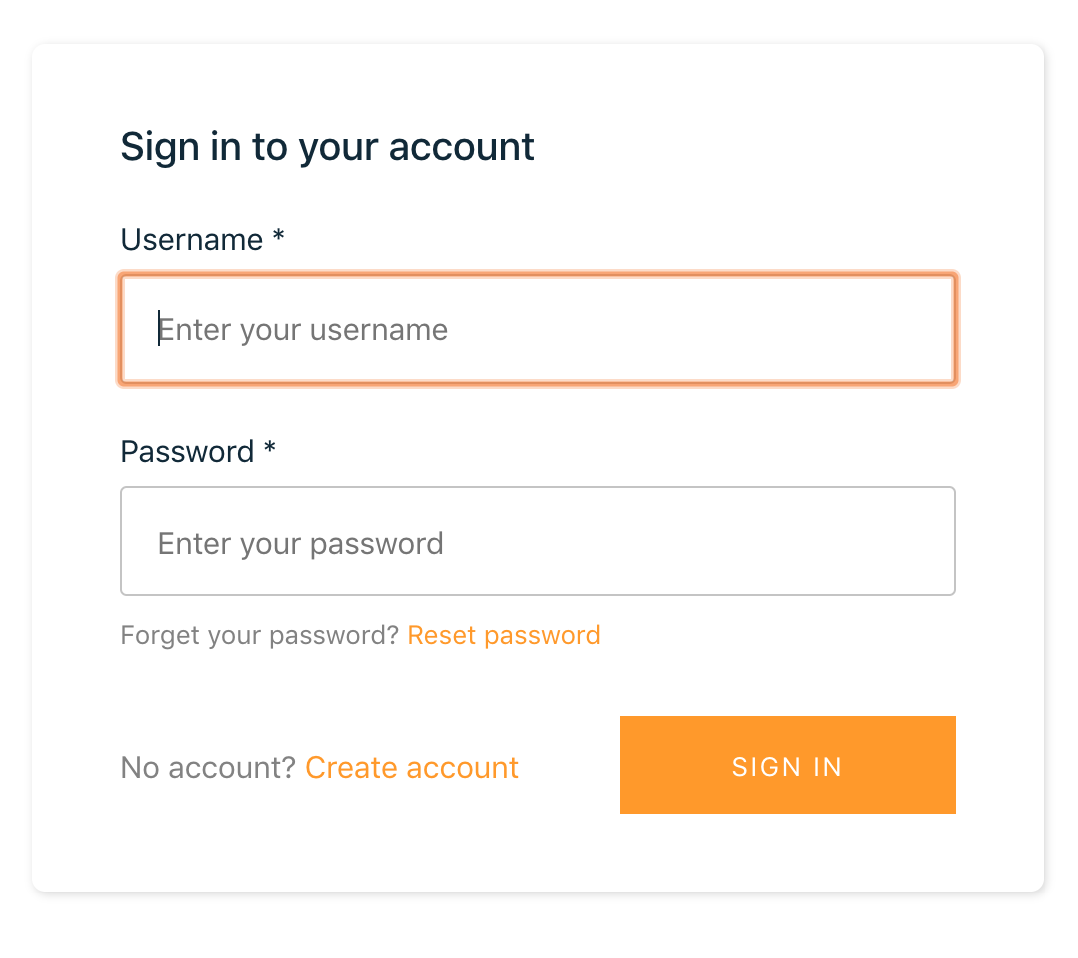 Sign in to your account
Username *
Enter your username
Password *
Enter your password
Forget your password? Reset password
No account? Create account
SIGN IN